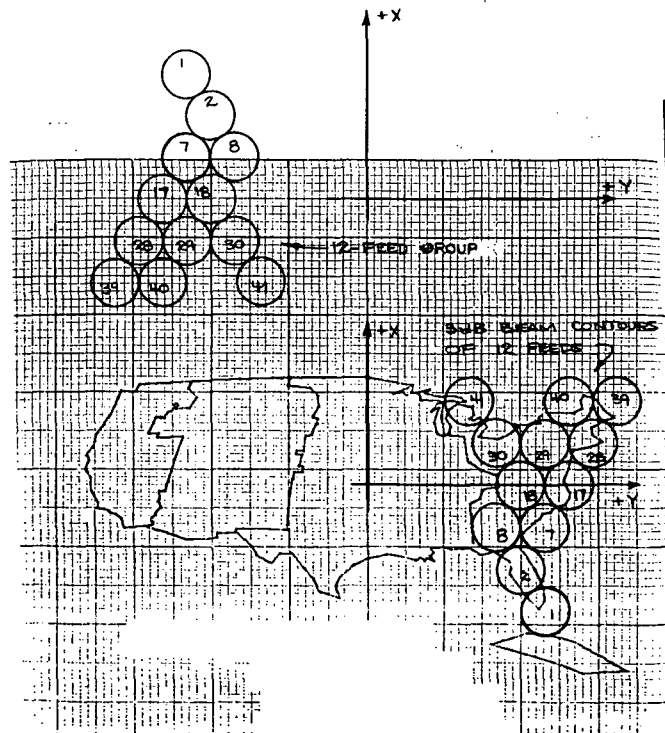 +X
1
2
7 8
17 18
+Y
28 29 30
12-FEED GROUP
39 40 41
+X
BEAM CONTOURS
OF 12 FEEDS
41 40 39
30 29 28
18 17
+Y
8 7
2
1